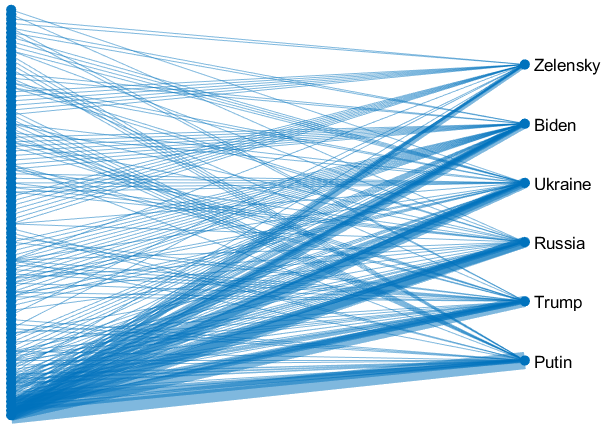 Zelensky
Biden
Ukraine
Russia
Trump
Putin